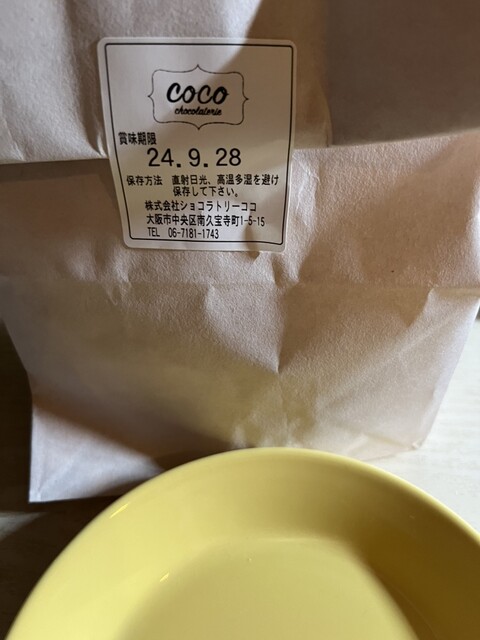 coco
chocolaterie
賞味期限
24.9.28
保存方法 直射日光、高温多湿を避け
保存して下さい。
株式会社ショコラトリーココ
大阪市中央区南久宝寺町1-5-15
TEL 06-7181-1743